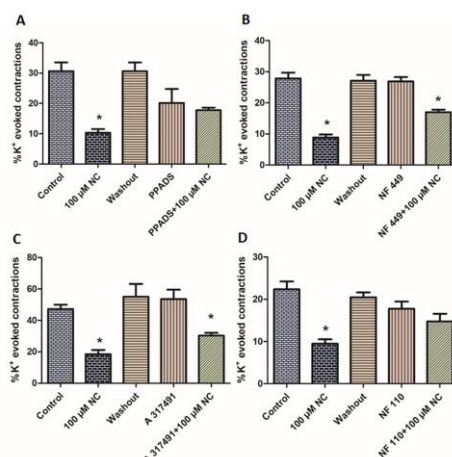 A
%K⁺ evoked contractions
40
30
20
10
0
Control
100 µM NC
Washout
PPADS
PPADS+100 µM NC
*
B
%K⁺ evoked contractions
40
30
20
10
0
Control
100 µM NC
Washout
NF 449
NF 449+100 µM NC
*
*
C
%K⁺ evoked contractions
80
60
40
20
0
Control
100 µM NC
Washout
A 317491
317491+100 µM NC
*
*
D
%K⁺ evoked contractions
30
20
10
0
Control
100 µM NC
Washout
NF 110
NF 110+100 µM NC
*